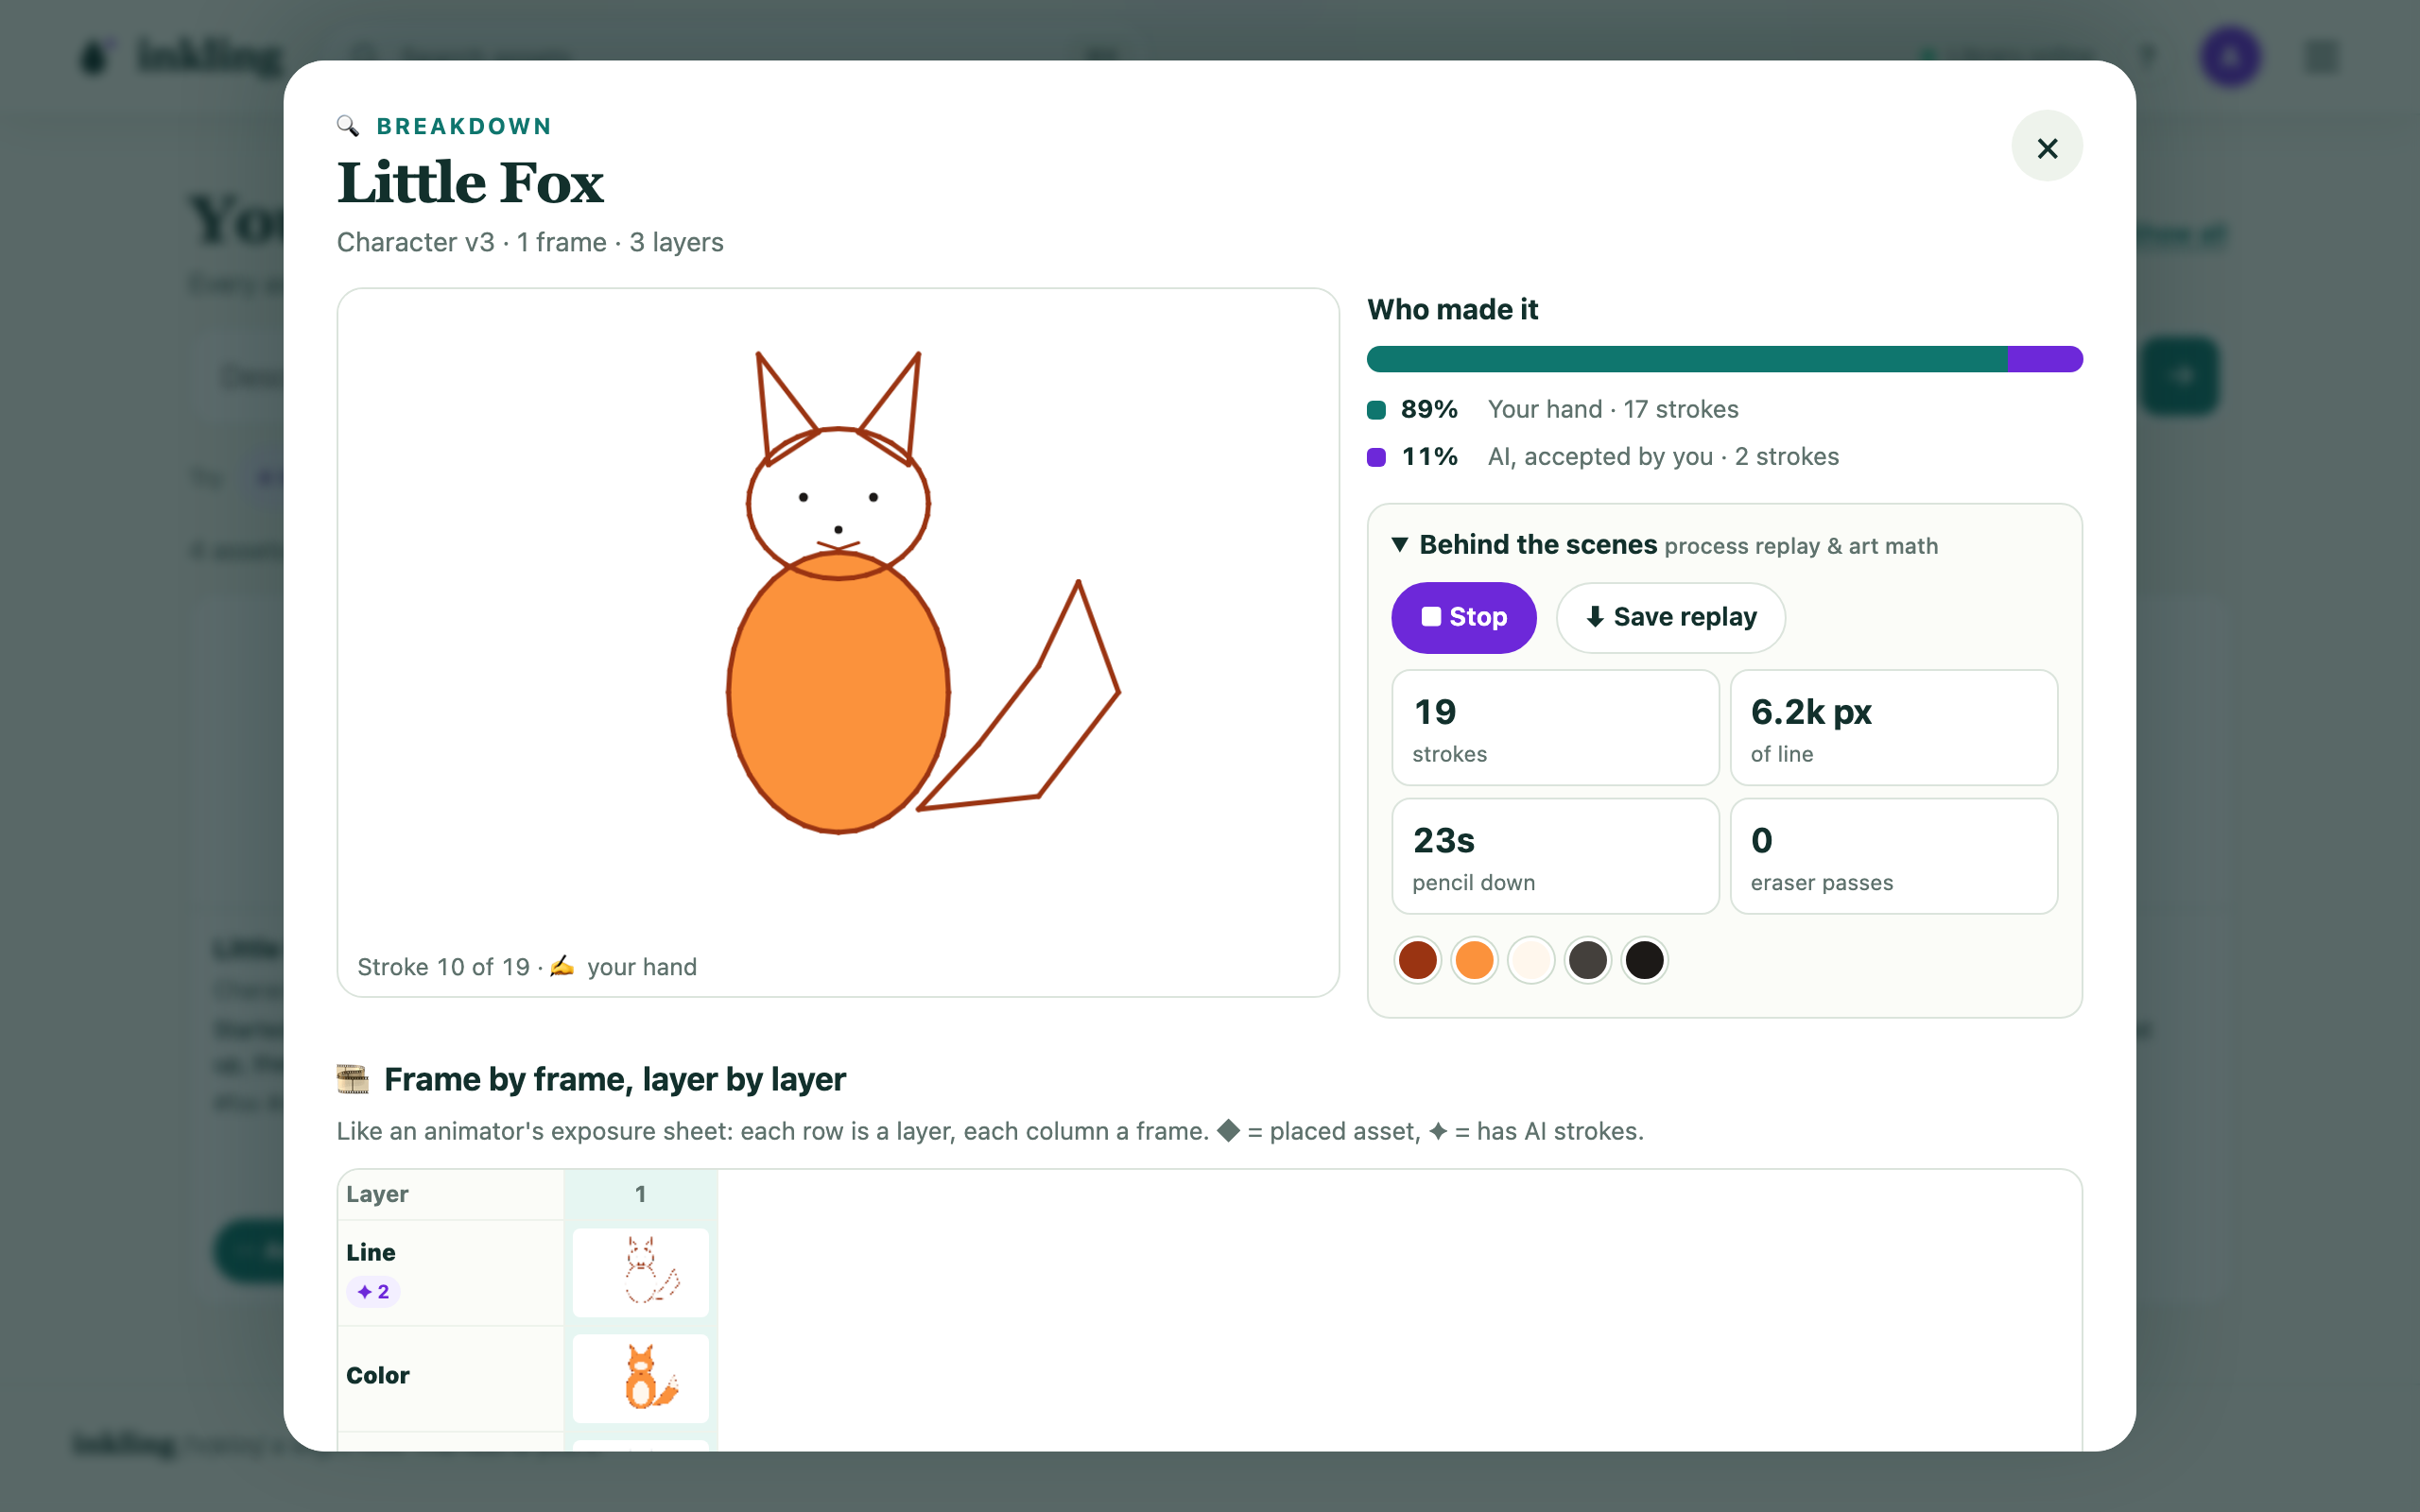 inkling
BREAKDOWN
Little Fox
Character v3 · 1 frame · 3 layers
Stroke 10 of 19 · ✍️ your hand
Who made it
89% Your hand · 17 strokes
11% AI, accepted by you · 2 strokes
▼ Behind the scenes process replay & art math
Stop
⬇ Save replay
19
strokes
6.2k px
of line
23s
pencil down
0
eraser passes
Frame by frame, layer by layer
Like an animator's exposure sheet: each row is a layer, each column a frame. ◆ = placed asset, ✦ = has AI strokes.
Layer 1
Line
✦ 2
Color
inkling